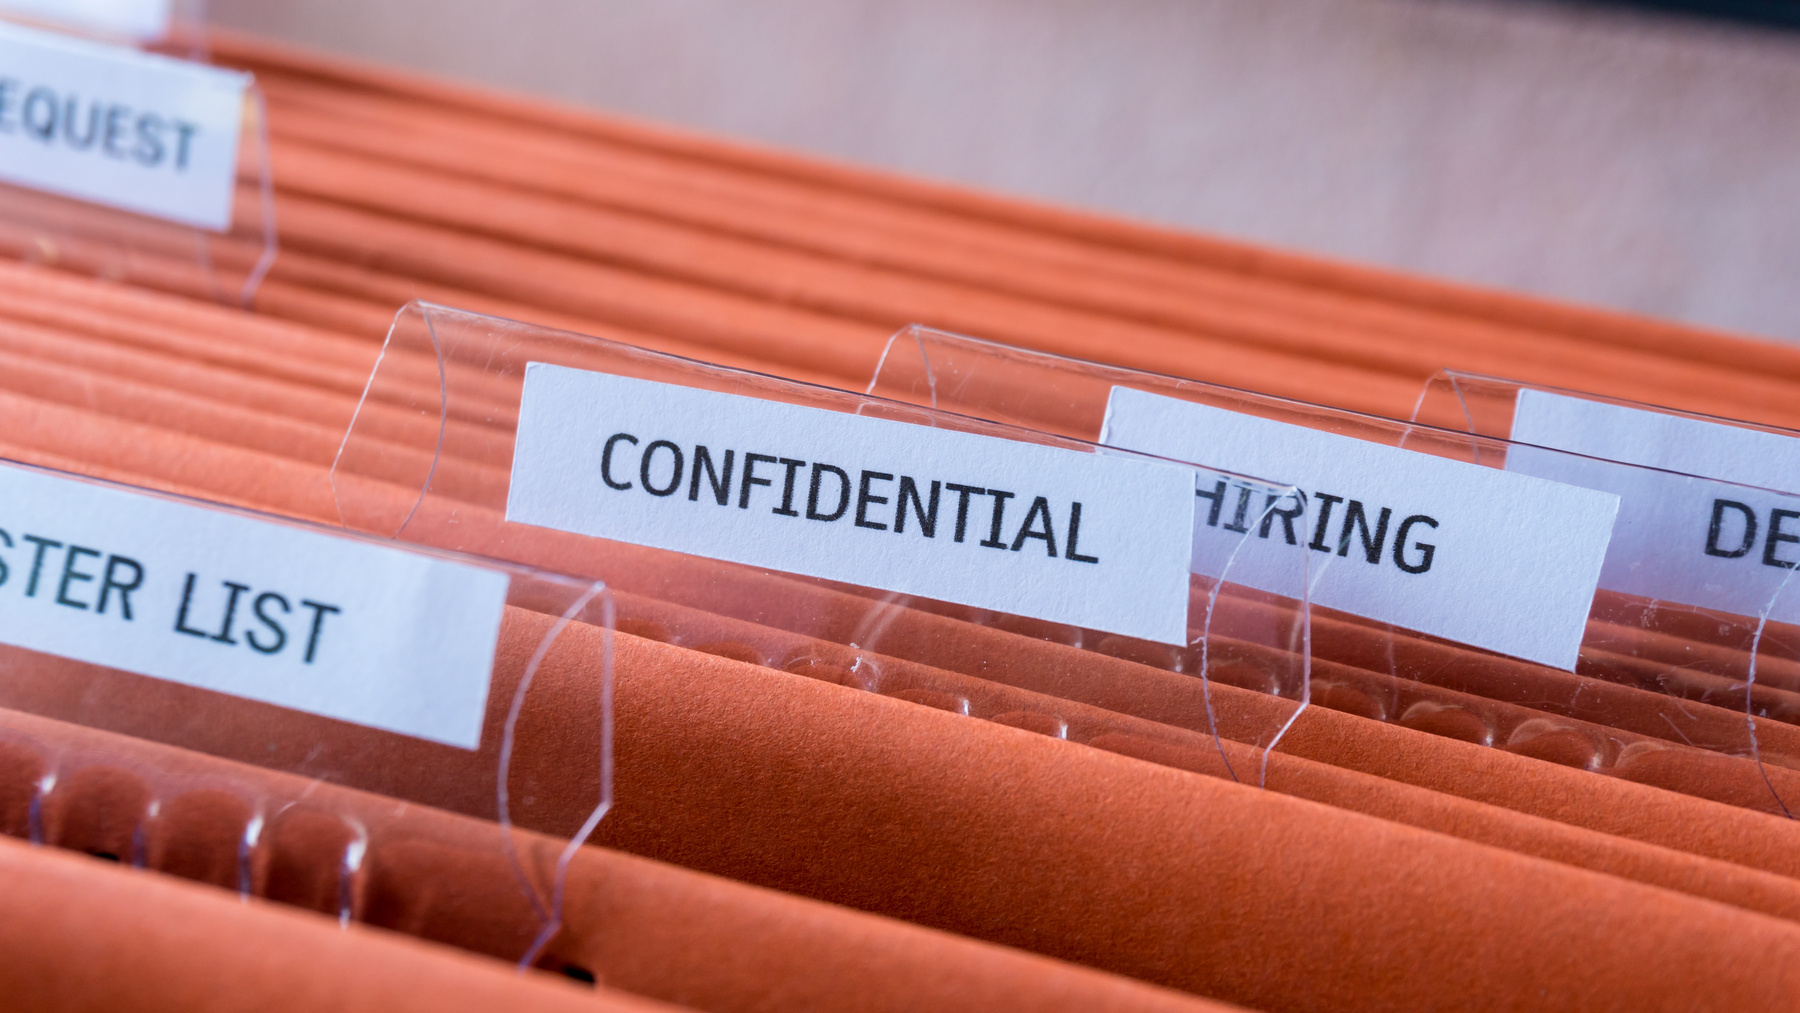 EQUEST
CONFIDENTIAL
HIRING
DE
STER LIST